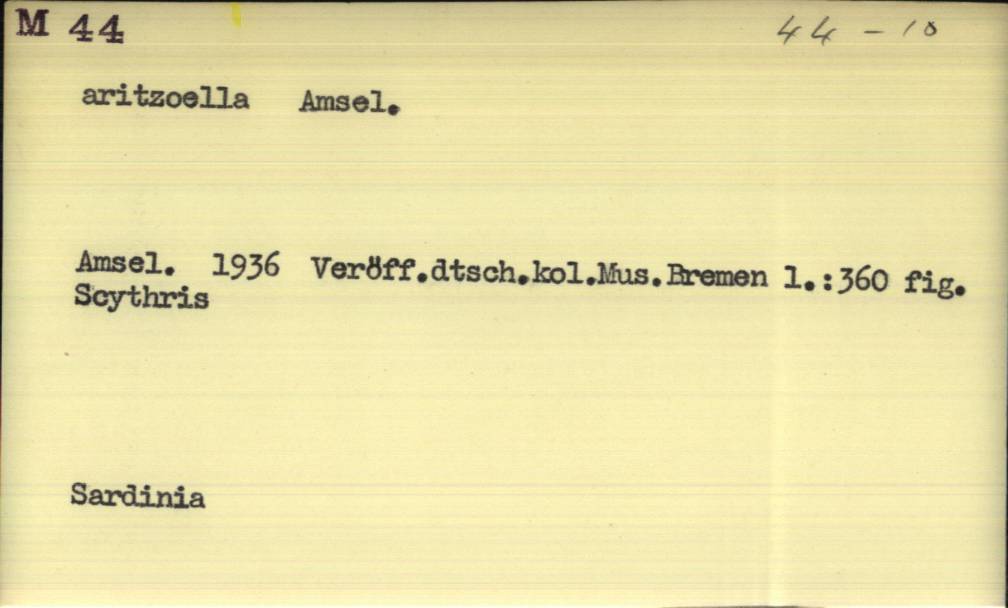 M 44 44 - 10
aritzoella Amsel.
Amsel. 1936 Veröff.dtsch.kol.Mus.Bremen 1.:360 fig.
Scythris
Sardinia